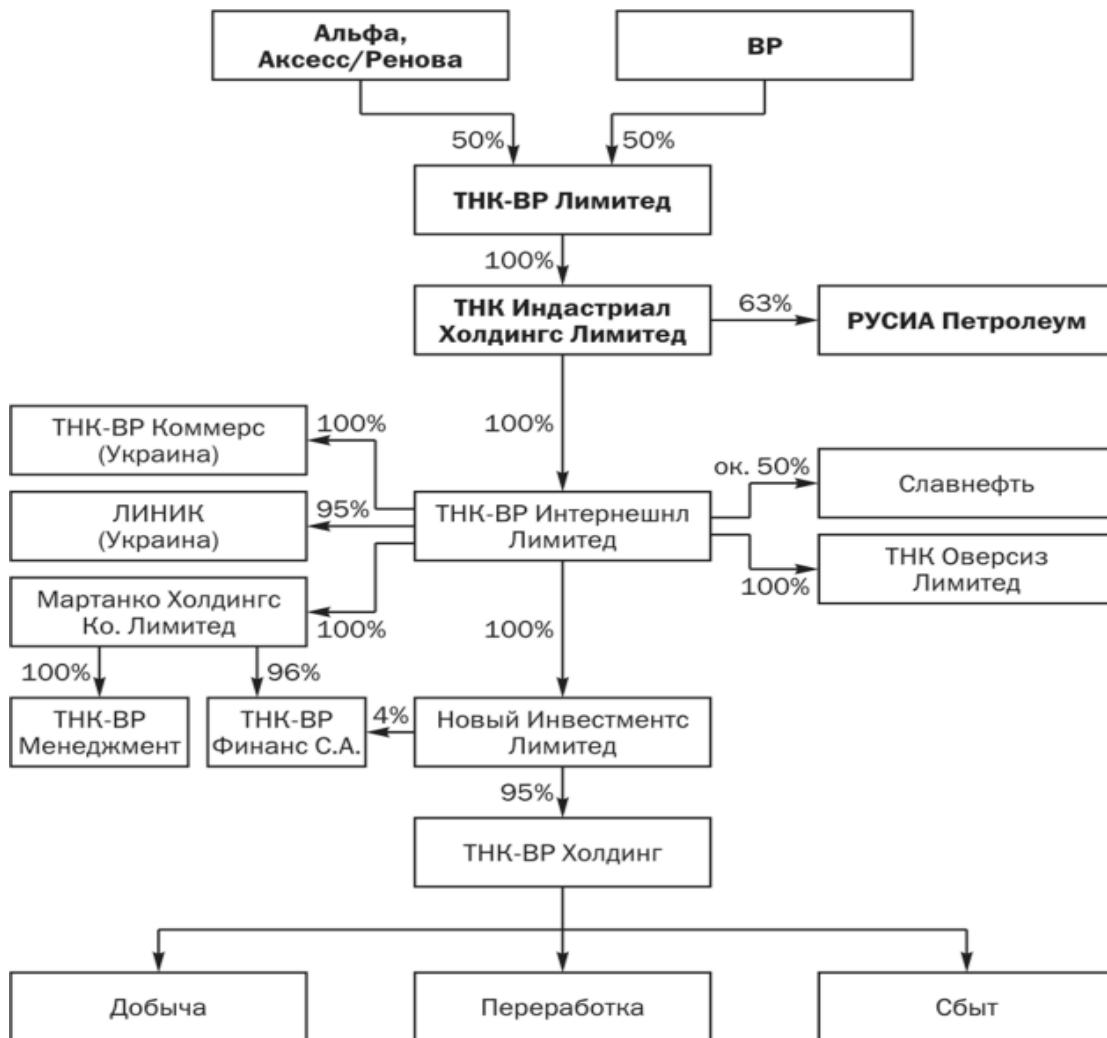 Альфа,
Аксесс/Ренова
ВР
50%
50%
ТНК-ВР Лимитед
100%
ТНК Индастриал
Холдингс Лимитед
63%
РУСИА Петролеум
ТНК-ВР Коммерс
(Украина)
100%
100%
ок. 50%
Славнефть
ЛИНИК
(Украина)
95%
ТНК-ВР Интернешнл
Лимитед
ТНК Оверсиз
Лимитед
100%
Мартанко Холдингс
Ко. Лимитед
100%
100%
100%
96%
ТНК-ВР
Менеджмент
ТНК-ВР
Финанс С.А.
4%
Новый Инвестментс
Лимитед
95%
ТНК-ВР Холдинг
Добыча
Переработка
Сбыт